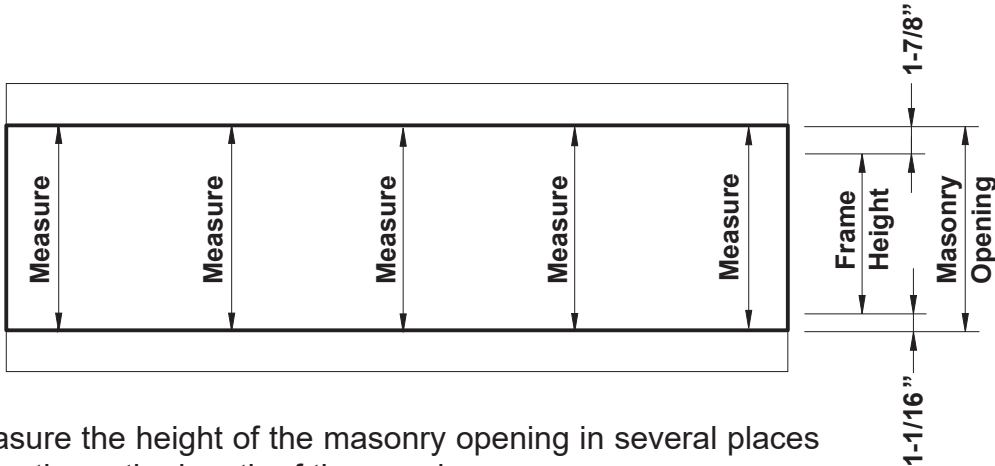 1-7/8”
Measure
Measure
Measure
Measure
Measure
Frame
Height
Masonry
Opening
1-1/16”
the height of the masonry opening in several places